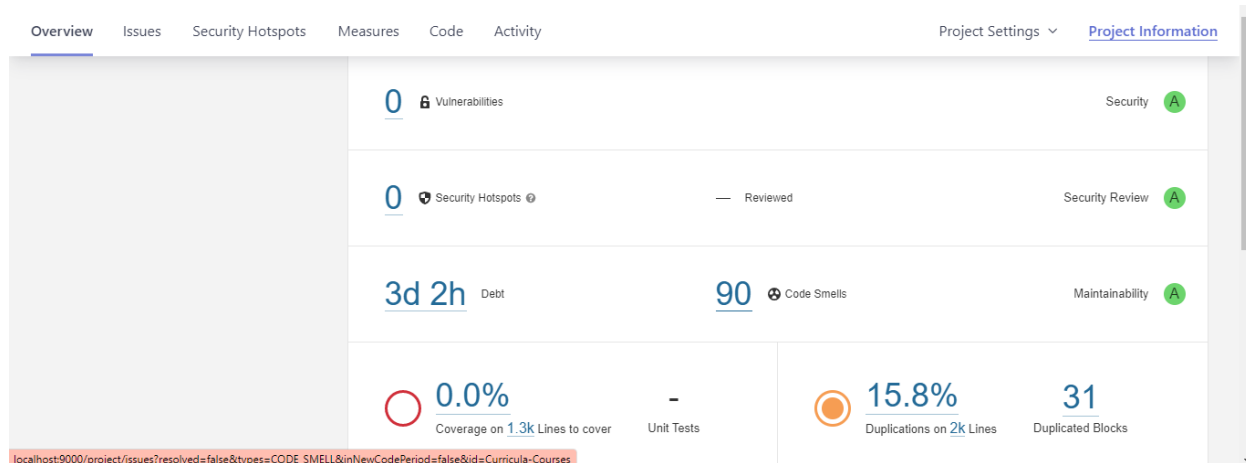 Overview Issues Security Hotspots Measures Code Activity Project Settings Project Information
0 Vulnerabilities Security A
0 Security Hotspots — Reviewed Security Review A
3d 2h Debt 90 Code Smells Maintainability A
0.0% - 15.8% 31
Coverage on 1.3k Lines to cover Unit Tests Duplications on 2k Lines Duplicated Blocks
localhost:9000/project/issues?resolved=false&types=CODE_SMELL&inNewCodePeriod=false&id=Curricula-Courses